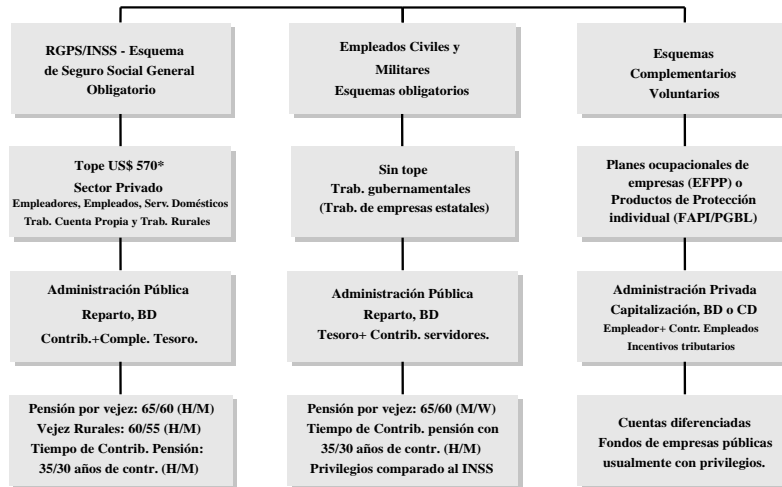 RGPS/INSS - Esquema
de Seguro Social General
Obligatorio
Tope US$ 570*
Sector Privado
Empleadores, Empleados, Serv. Domésticos
Trab. Cuenta Propia y Trab. Rurales
Administración Pública
Reparto, BD
Contrib.+Comple. Tesoro.
Pensión por vejez: 65/60 (H/M)
Vejez Rurales: 60/55 (H/M)
Tiempo de Contrib. Pensión:
35/30 años de contr. (H/M)
Empleados Civiles y
Militares
Esquemas obligatorios
Sin tope
Trab. gubernamentales
(Trab. de empresas estatales)
Administración Pública
Reparto, BD
Tesoro+ Contrib. servidores.
Pensión por vejez: 65/60 (M/W)
Tiempo de Contrib. pensión con
35/30 años de contr. (H/M)
Privilegios comparado al INSS
Esquemas
Complementarios
Voluntarios
Planes ocupacionales de
empresas (EFPP) o
Productos de Protección
individual (FAPI/PGBL)
Administración Privada
Capitalización, BD o CD
Empleador+ Contr. Empleados
Incentivos tributarios
Cuentas diferenciadas
Fondos de empresas públicas
usualmente con privilegios.